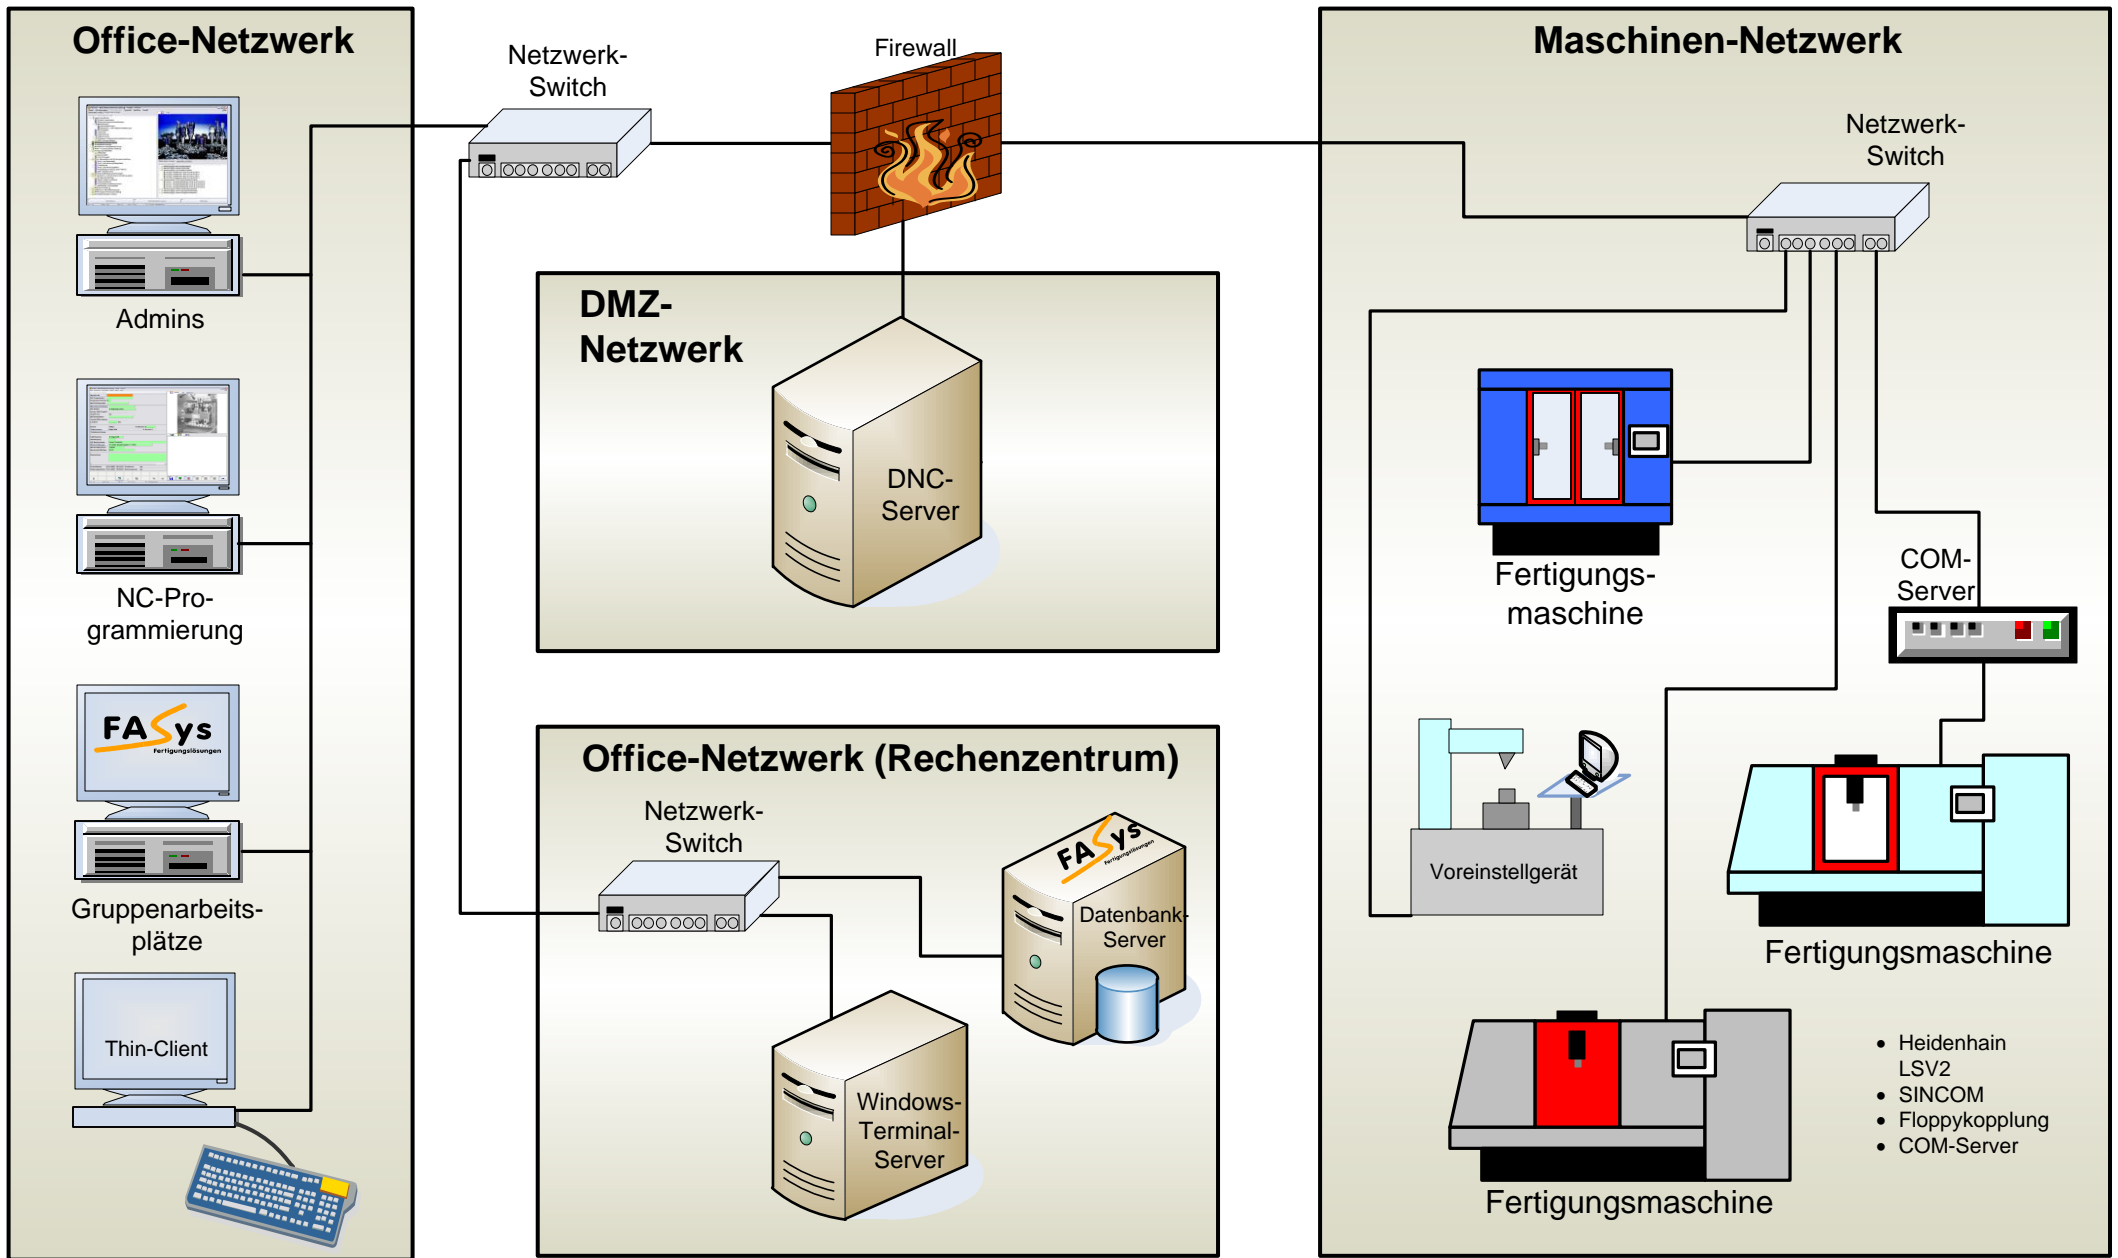 Office-Netzwerk
Admins
NC-Pro-
grammierung
FASys
Fertigungslösungen
Gruppenarbeits-
plätze
Thin-Client
Netzwerk-
Switch
Firewall
DMZ-
Netzwerk
DNC-
Server
Office-Netzwerk (Rechenzentrum)
Netzwerk-
Switch
FASys
Fertigungslösungen
Datenbank-
Server
Windows-
Terminal-
Server
Maschinen-Netzwerk
Netzwerk-
Switch
Fertigungs-
maschine
COM-
Server
Voreinstellgerät
Fertigungsmaschine
Fertigungsmaschine
• Heidenhain
LSV2
• SINCOM
• Floppykopplung
• COM-Server